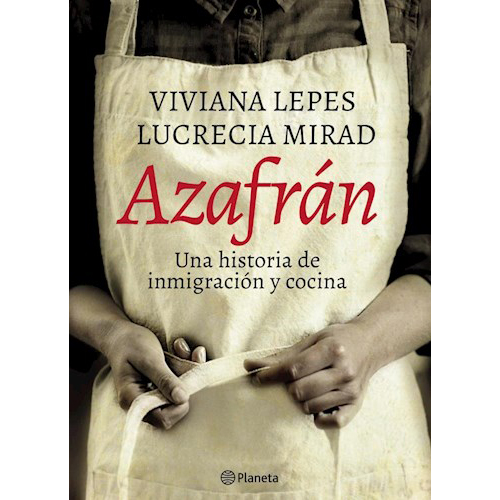 VIVIANA LEPES
LUCRECIA MIRAD
Azafrán
Una historia de
inmigración y cocina
Planeta